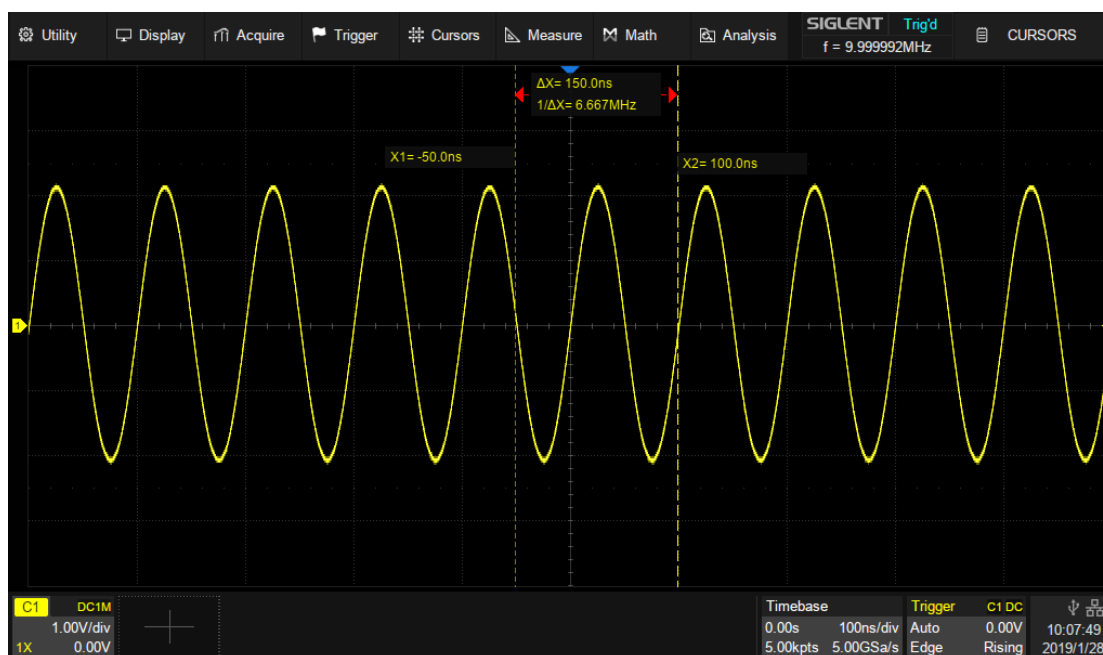 Utility Display Acquire Trigger Cursors Measure Math Analysis SIGLENT Trig'd CURSORS
f = 9.999992MHz
ΔX= 150.0ns
1/ΔX= 6.667MHz
X1= -50.0ns
X2= 100.0ns
1
C1 DC1M Timebase Trigger C1 DC
1.00V/div 0.00s 100ns/div Auto 0.00V 10:07:49
1X 0.00V 5.00kpts 5.00GSa/s Edge Rising 2019/1/28